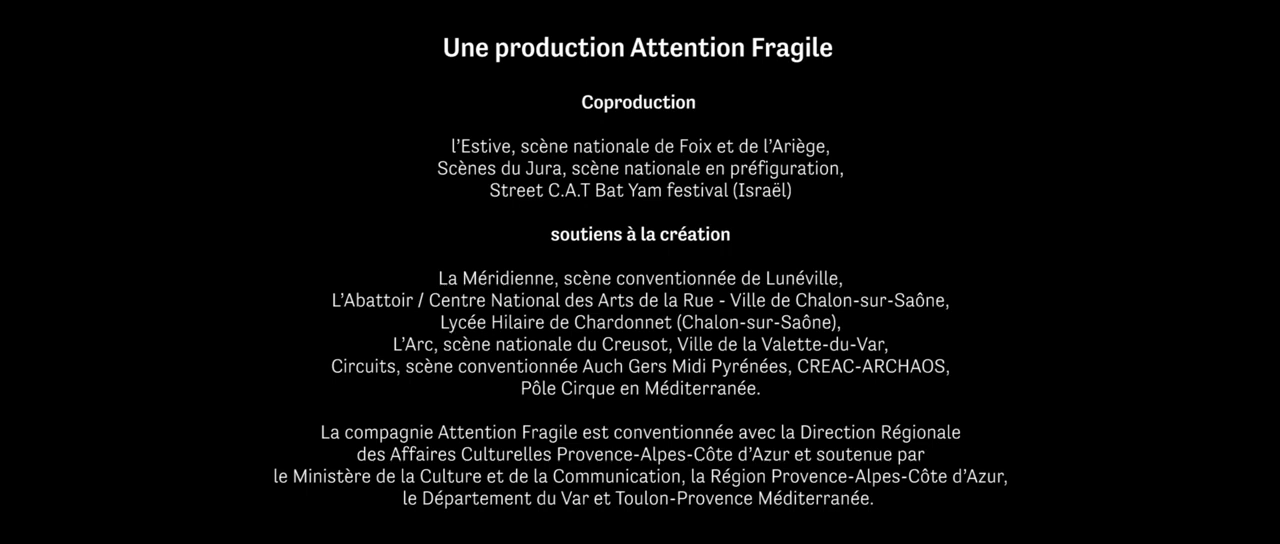 Une production Attention Fragile
Coproduction
l'Estive, scène nationale de Foix et de l'Ariège,
Scènes du Jura, scène nationale en préfiguration,
Street C.A.T Bat Yam festival (Israël)
soutiens à la création
La Méridienne, scène conventionnée de Lunéville,
L'Abattoir / Centre National des Arts de la Rue - Ville de Chalon-sur-Saône,
Lycée Hilaire de Chardonnet (Chalon-sur-Saône),
L'Arc, scène nationale du Creusot, Ville de la Valette-du-Var,
Circuits, scène conventionnée Auch Gers Midi Pyrénées, CREAC-ARCHAOS,
Pôle Cirque en Méditerranée.
La compagnie Attention Fragile est conventionnée avec la Direction Régionale
des Affaires Culturelles Provence-Alpes-Côte d'Azur et soutenue par
le Ministère de la Culture et de la Communication, la Région Provence-Alpes-Côte d'Azur,
le Département du Var et Toulon-Provence Méditerranée.